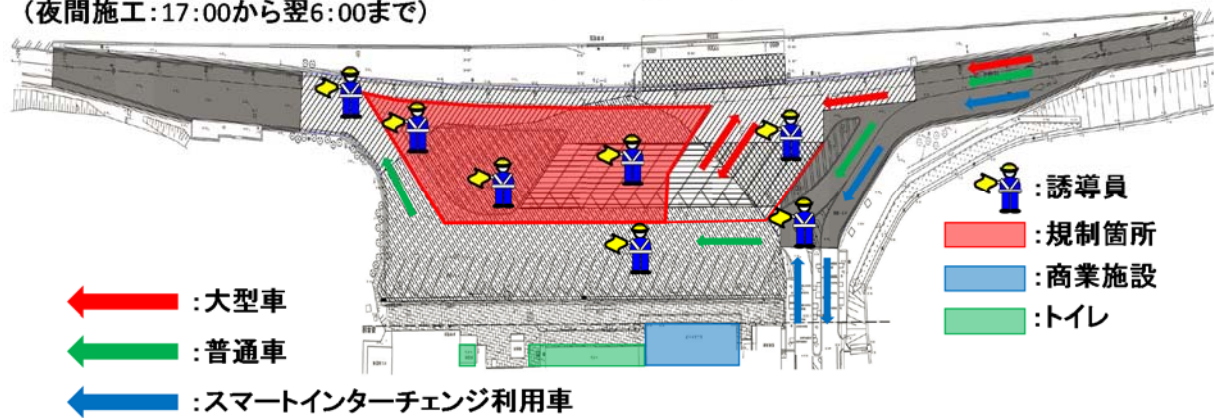 (夜間施工:17:00から翌6:00まで)
:誘導員
:規制箇所
:商業施設
:トイレ
:大型車
:普通車
:スマートインターチェンジ利用車